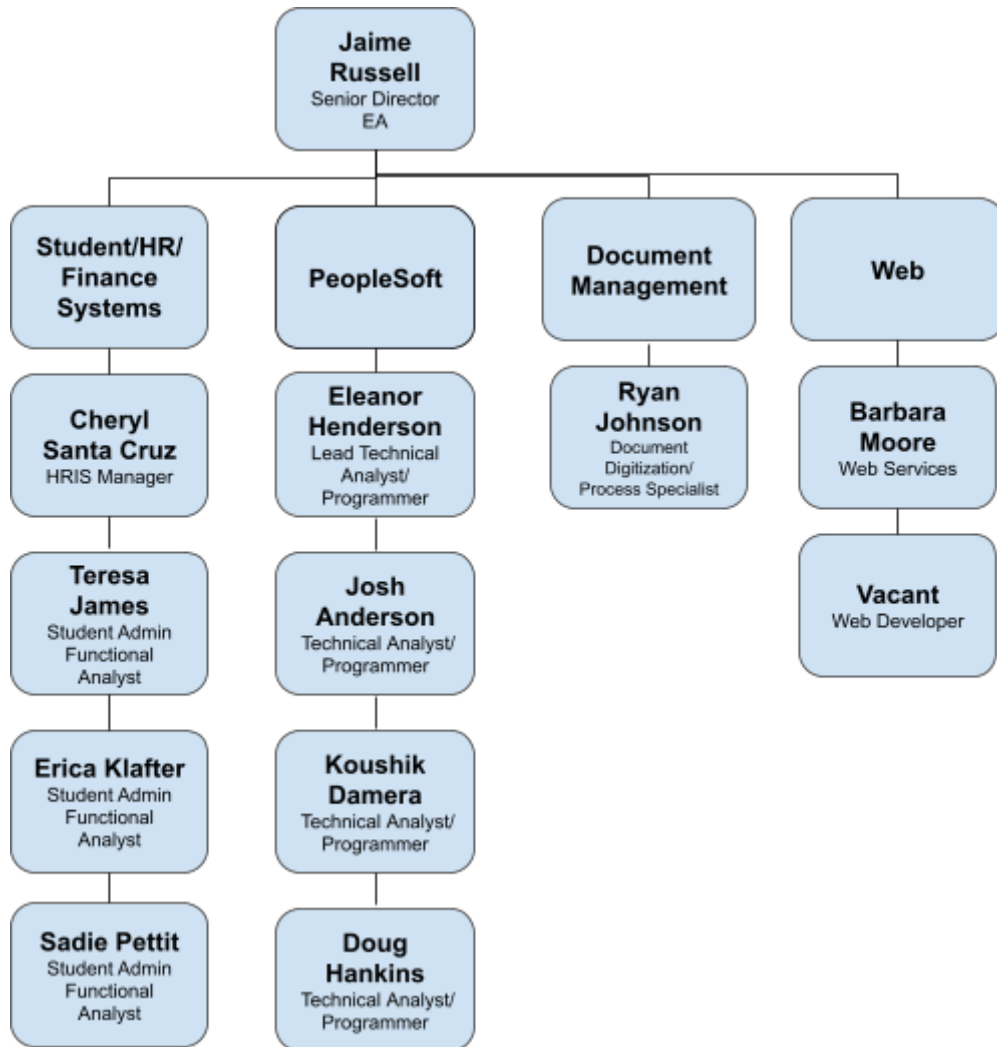 Jaime
Russell
Senior Director
EA
Student/HR/
Finance
Systems
PeopleSoft
Document
Management
Web
Cheryl
Santa Cruz
HRIS Manager
Eleanor
Henderson
Lead Technical
Analyst/
Programmer
Ryan
Johnson
Document
Digitization/
Process Specialist
Barbara
Moore
Web Services
Teresa
James
Student Admin
Functional
Analyst
Josh
Anderson
Technical Analyst/
Programmer
Vacant
Web Developer
Erica Klafter
Student Admin
Functional
Analyst
Koushik
Damera
Technical Analyst/
Programmer
Sadie Pettit
Student Admin
Functional
Analyst
Doug
Hankins
Technical Analyst/
Programmer